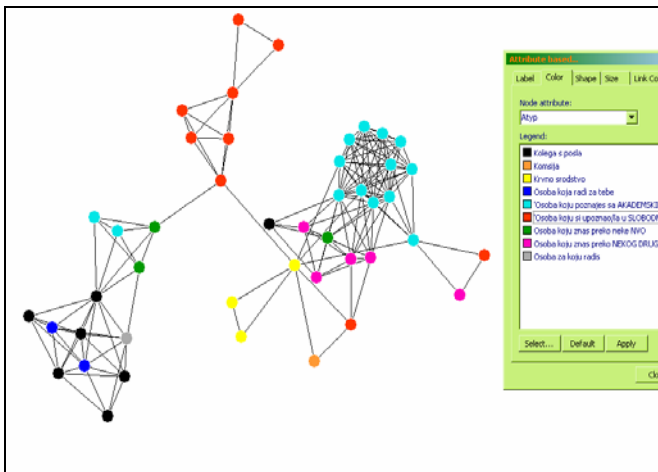 Attribute based...
Label Color Shape Size Link Co
Node attribute:
Atyp
Legend:
Kolega s posla
Komsija
Krvno srodstvo
Osoba koja radi za tebe
'Osoba koju poznajes sa AKADEMSKI
'Osoba koju si upoznao/la u SLOBODN
Osoba koju znas preko neke NVO
Osoba koju znas preko NEKOG DRUG
Osoba za koju radis
Select... Default Apply
Clo